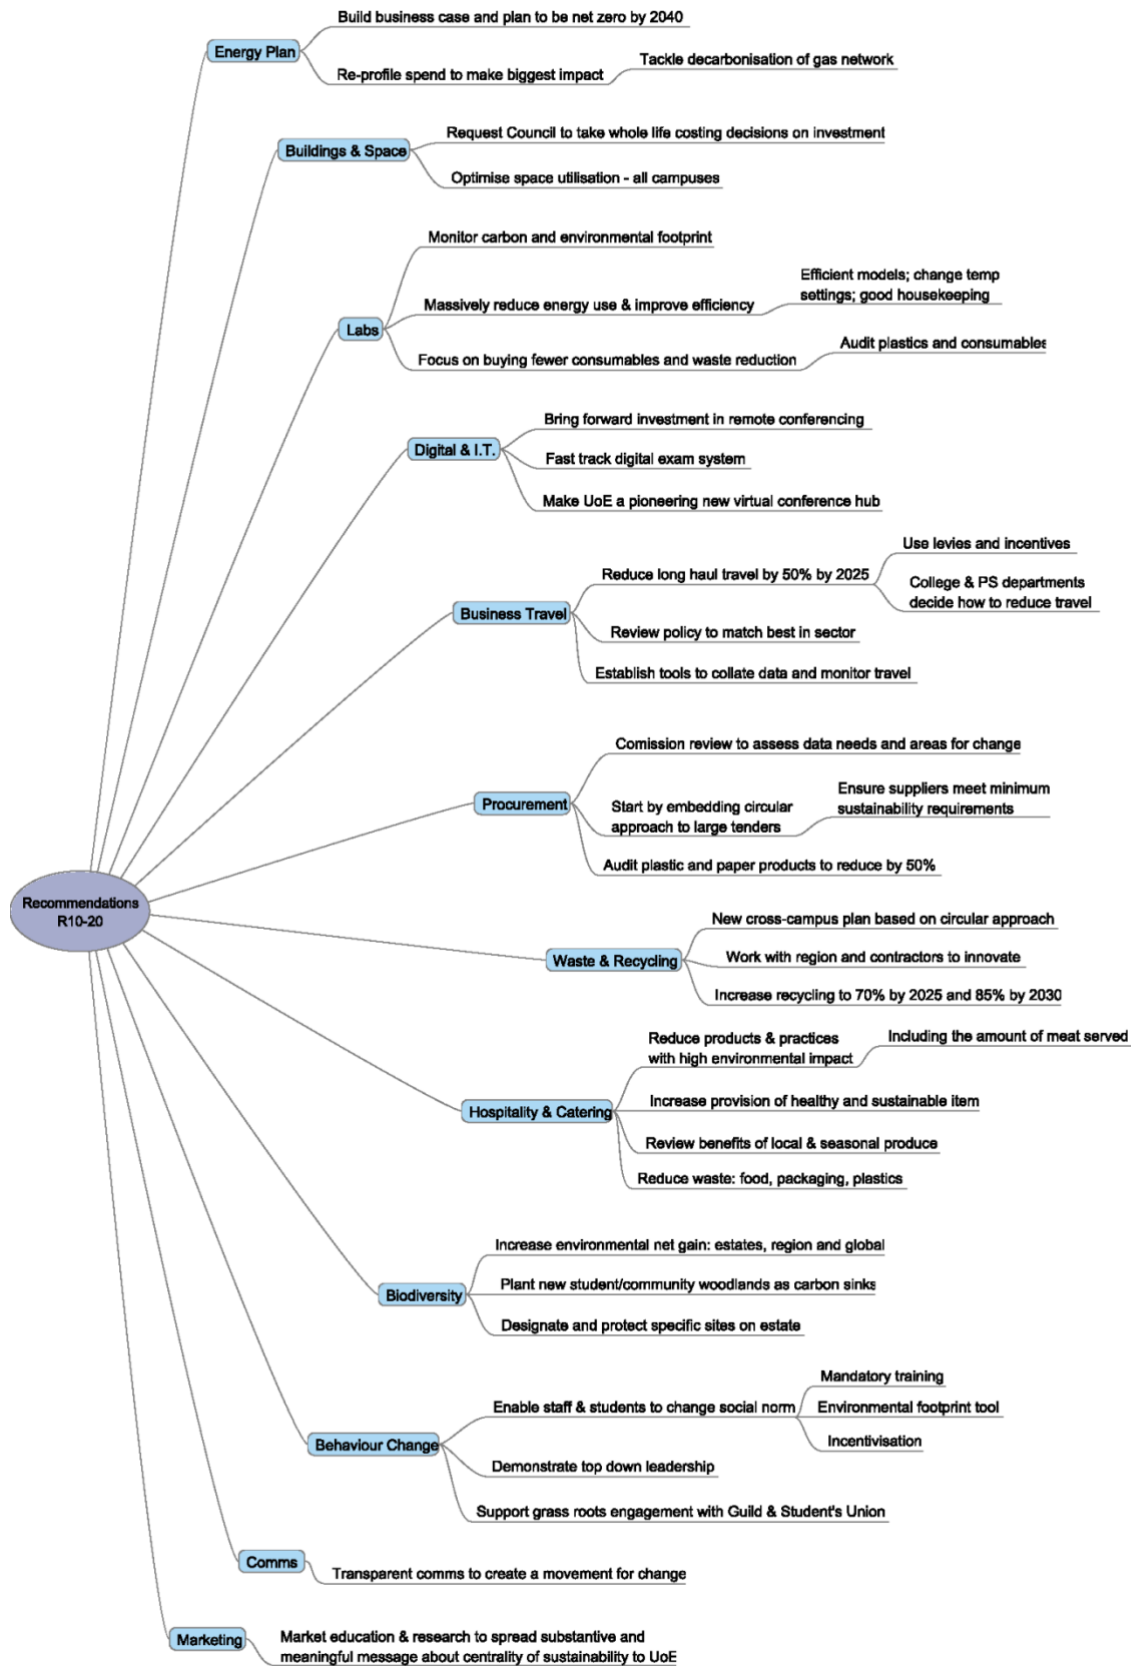 Build business case and plan to be net zero by 2040
Energy Plan
Re-profile spend to make biggest impact
Tackle decarbonisation of gas network
Request Council to take whole life costing decisions on investment
Buildings & Space
Optimise space utilisation - all campuses
Monitor carbon and environmental footprint
Labs
Massively reduce energy use & improve efficiency
Efficient models; change temp
settings; good housekeeping
Focus on buying fewer consumables and waste reduction
Audit plastics and consumables
Bring forward investment in remote conferencing
Digital & I.T.
Fast track digital exam system
Make UoE a pioneering new virtual conference hub
Business Travel
Reduce long haul travel by 50% by 2025
Use levies and incentives
College & PS departments
decide how to reduce travel
Review policy to match best in sector
Establish tools to collate data and monitor travel
Comission review to assess data needs and areas for change
Procurement
Start by embedding circular
approach to large tenders
Ensure suppliers meet minimum
sustainability requirements
Audit plastic and paper products to reduce by 50%
Recommendations
R10-20
New cross-campus plan based on circular approach
Waste & Recycling
Work with region and contractors to innovate
Increase recycling to 70% by 2025 and 85% by 2030
Reduce products & practices
with high environmental impact
Including the amount of meat served
Hospitality & Catering
Increase provision of healthy and sustainable item
Review benefits of local & seasonal produce
Reduce waste: food, packaging, plastics
Increase environmental net gain: estates, region and global
Biodiversity
Plant new student/community woodlands as carbon sinks
Designate and protect specific sites on estate
Enable staff & students to change social norm
Mandatory training
Environmental footprint tool
Incentivisation
Behaviour Change
Demonstrate top down leadership
Support grass roots engagement with Guild & Student's Union
Comms
Transparent comms to create a movement for change
Marketing
Market education & research to spread substantive and
meaningful message about centrality of sustainability to UoE